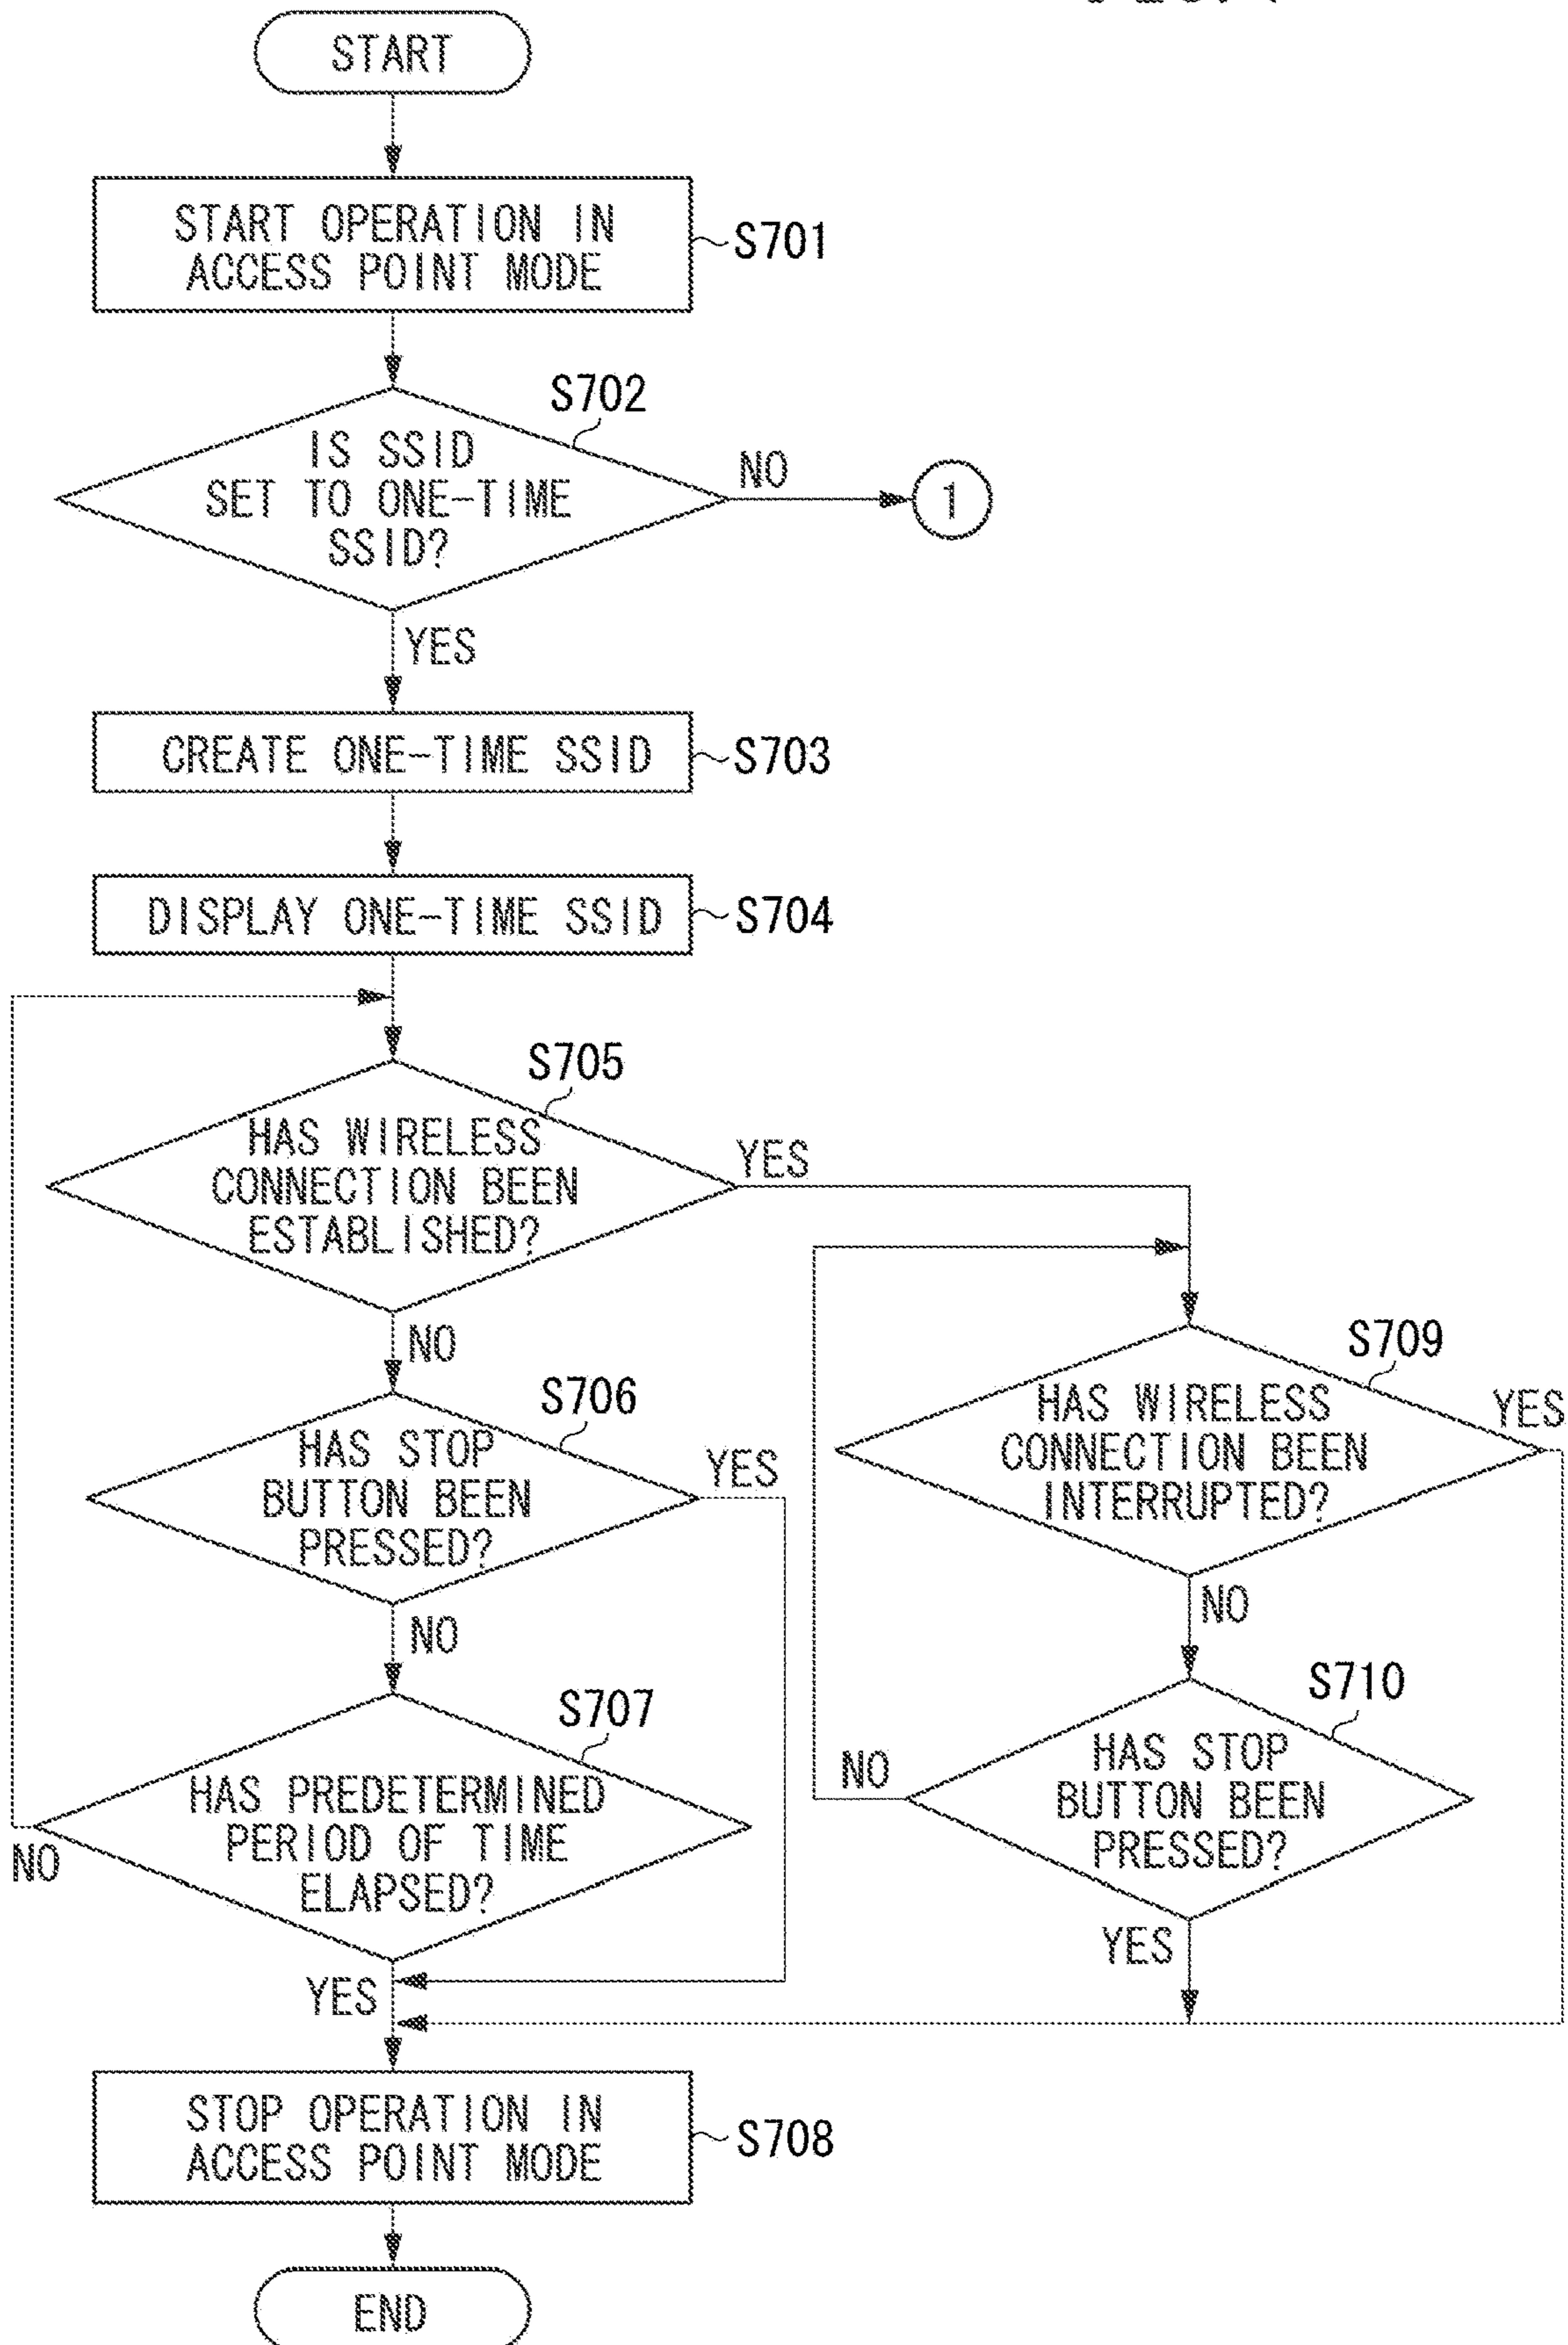 START
START OPERATION IN
ACCESS POINT MODE
S701
S702
IS SSID
SET TO ONE-TIME
SSID?
NO
1
YES
CREATE ONE-TIME SSID
S703
DISPLAY ONE-TIME SSID
S704
S705
HAS WIRELESS
CONNECTION BEEN
ESTABLISHED?
YES
NO
S706
HAS STOP
BUTTON BEEN
PRESSED?
YES
NO
S707
HAS PREDETERMINED
PERIOD OF TIME
ELAPSED?
NO
YES
S709
HAS WIRELESS
CONNECTION BEEN
INTERRUPTED?
YES
NO
S710
HAS STOP
BUTTON BEEN
PRESSED?
NO
YES
STOP OPERATION IN
ACCESS POINT MODE
S708
END